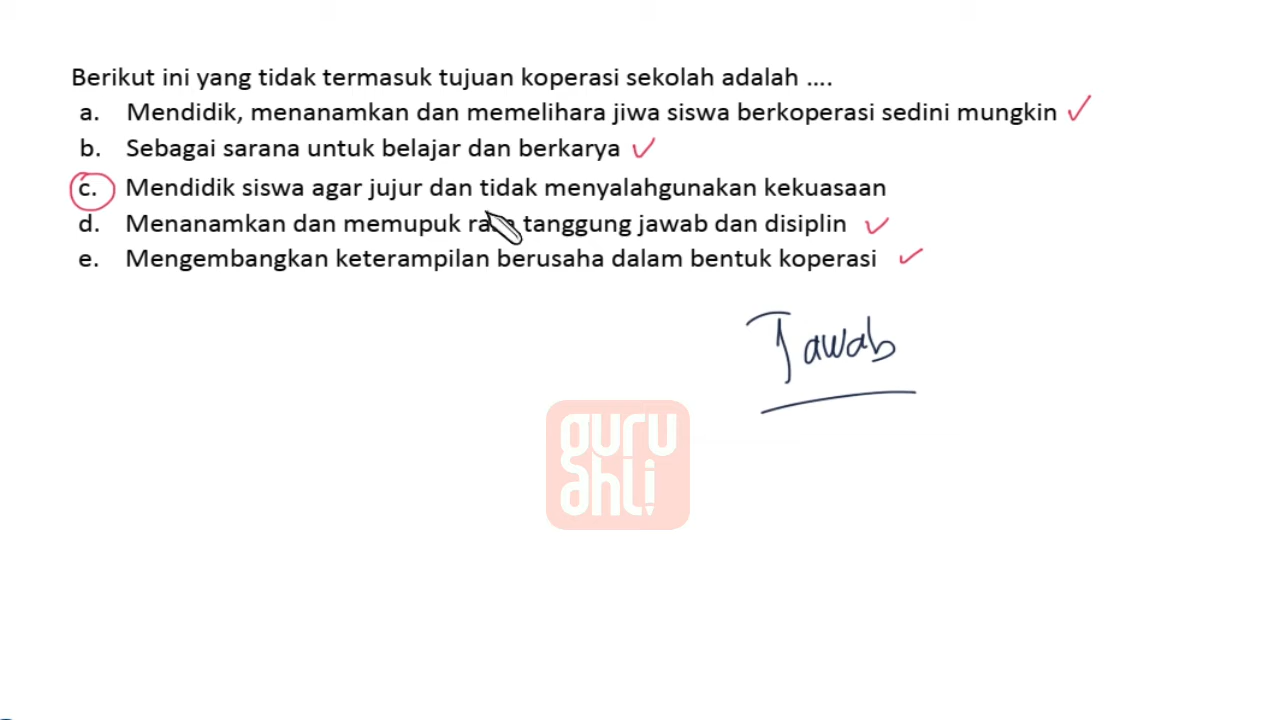 Berikut ini yang tidak termasuk tujuan koperasi sekolah adalah ....
a. Mendidik, menanamkan dan memelihara jiwa siswa berkoperasi sedini mungkin ✓
b. Sebagai sarana untuk belajar dan berkarya ✓
c. Mendidik siswa agar jujur dan tidak menyalahgunakan kekuasaan
d. Menanamkan dan memupuk tanggung jawab dan disiplin ✓
e. Mengembangkan keterampilan berusaha dalam bentuk koperasi ✓
Jawab
guru
ahli